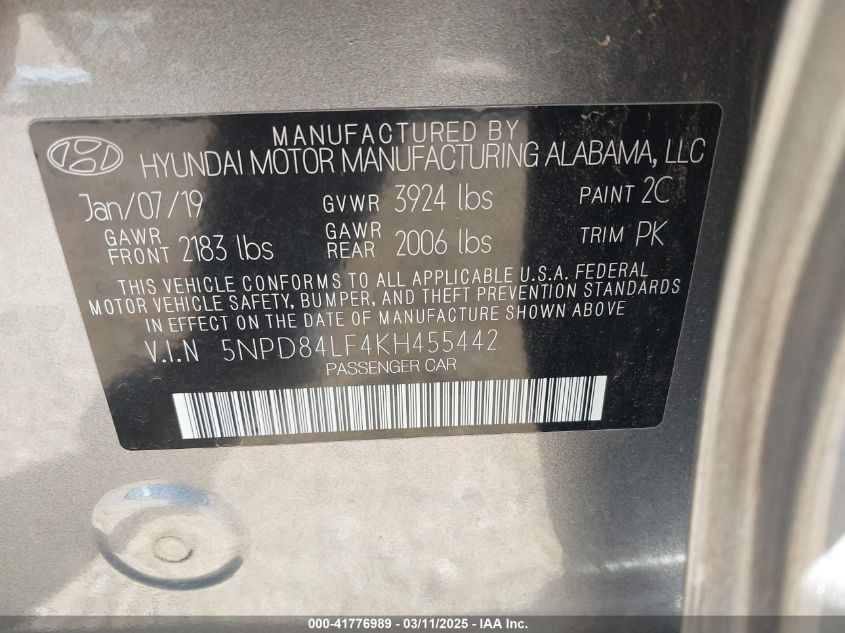 MANUFACTURED BY
HYUNDAI MOTOR MANUFACTURING ALABAMA, LLC
Jan/07/19 GVWR 3924 lbs PAINT 2C
GAWR FRONT 2183 lbs GAWR REAR 2006 lbs TRIM PK
THIS VEHICLE CONFORMS TO ALL APPLICABLE U.S.A. FEDERAL
MOTOR VEHICLE SAFETY, BUMPER, AND THEFT PREVENTION STANDARDS
IN EFFECT ON THE DATE OF MANUFACTURE SHOWN ABOVE
V.I.N 5NPD84LF4KH455442
PASSENGER CAR
000-41776989 - 03/11/2025 - IAA Inc.